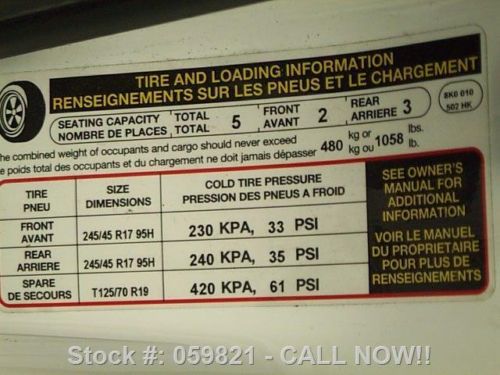 TIRE AND LOADING INFORMATION
RENSEIGNEMENTS SUR LES PNEUS ET LE CHARGEMENT
SEATING CAPACITY TOTAL 5 FRONT 2 REAR 3
NOMBRE DE PLACES TOTAL AVANT ARRIERE
8K0 010
502 HK
The combined weight of occupants and cargo should never exceed 480 kg or 1058 lbs.
e poids total des occupants et du chargement ne doit jamais dépasser kg ou lb.
TIRE SIZE COLD TIRE PRESSURE
PNEU DIMENSIONS PRESSION DES PNEUS A FROID
FRONT
AVANT 245/45 R17 95H 230 KPA, 33 PSI
REAR
ARRIERE 245/45 R17 95H 240 KPA, 35 PSI
SPARE
DE SECOURS T125/70 R19 420 KPA, 61 PSI
SEE OWNER'S
MANUAL FOR
ADDITIONAL
INFORMATION
VOIR LE MANUEL
DU PROPRIETAIRE
POUR PLUS DE
RENSEIGNEMENTS
Stock #: 059821 - CALL NOW!!